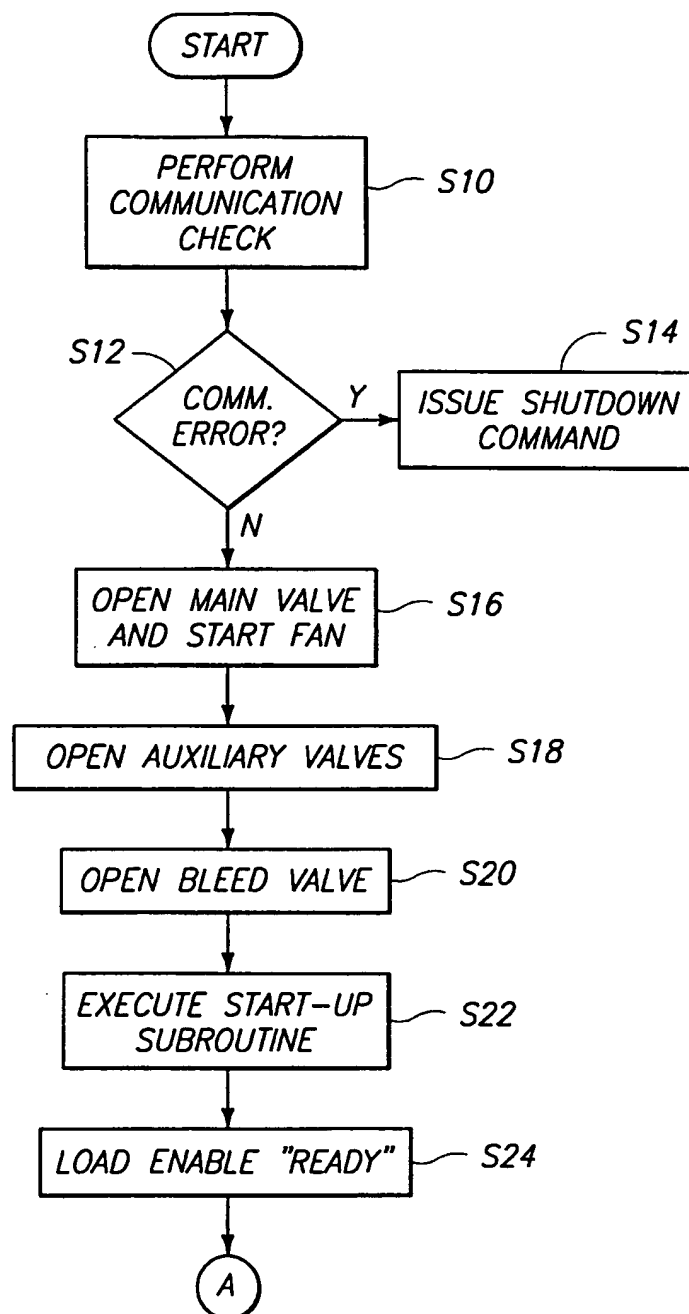 START
PERFORM
COMMUNICATION
CHECK
S10
S12
COMM.
ERROR?
Y
S14
ISSUE SHUTDOWN
COMMAND
N
OPEN MAIN VALVE
AND START FAN
S16
OPEN AUXILIARY VALVES
S18
OPEN BLEED VALVE
S20
EXECUTE START-UP
SUBROUTINE
S22
LOAD ENABLE "READY"
S24
A